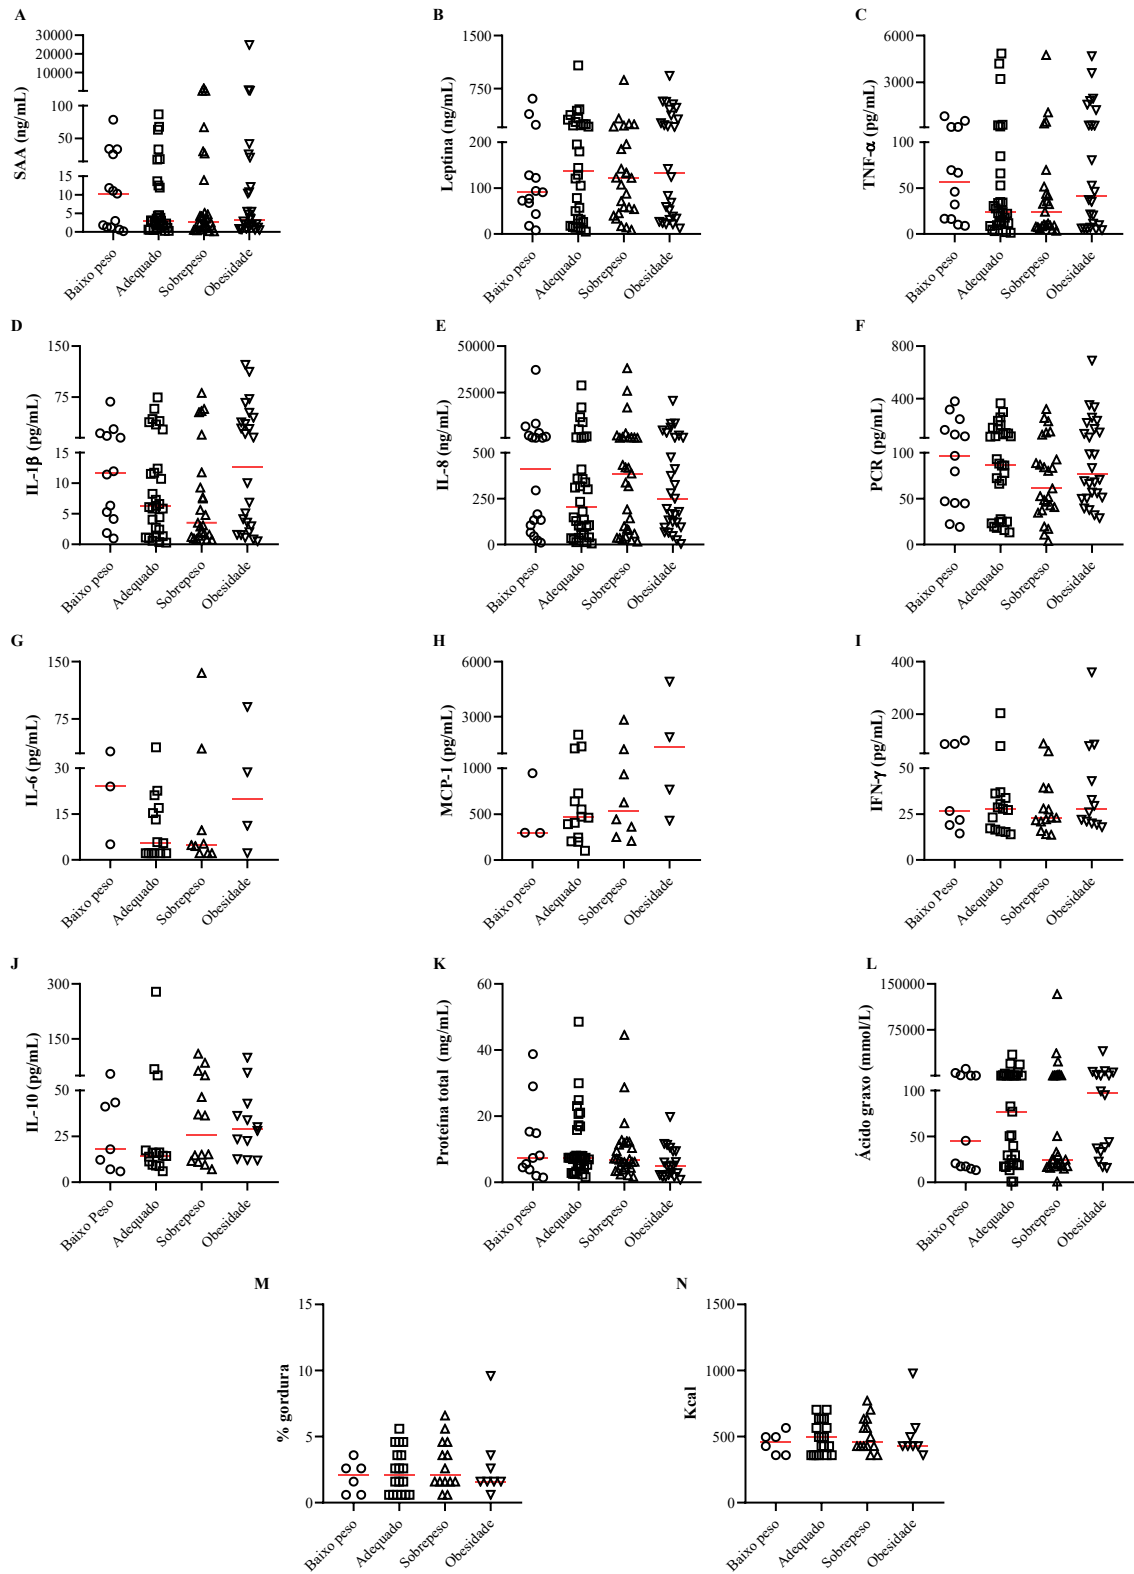 A
SAA (ng/mL)
30000
20000
10000
100
50
15
10
5
0
Baixo peso
Adequado
Sobrepeso
Obesidade
B
Leptina (ng/mL)
1500
750
200
100
0
Baixo peso
Adequado
Sobrepeso
Obesidade
C
TNF-α (pg/mL)
6000
3000
100
50
0
Baixo peso
Adequado
Sobrepeso
Obesidade
D
IL-1β (pg/mL)
150
75
15
10
5
0
Baixo peso
Adequado
Sobrepeso
Obesidade
E
IL-8 (ng/mL)
50000
25000
500
250
0
Baixo peso
Adequado
Sobrepeso
Obesidade
F
PCR (pg/mL)
800
400
100
50
0
Baixo peso
Adequado
Sobrepeso
Obesidade
G
IL-6 (pg/mL)
150
75
30
15
0
Baixo peso
Adequado
Sobrepeso
Obesidade
H
MCP-1 (pg/mL)
6000
3000
1000
500
0
Baixo peso
Adequado
Sobrepeso
Obesidade
I
IFN-γ (pg/mL)
400
200
50
25
0
Baixo Peso
Adequado
Sobrepeso
Obesidade
J
IL-10 (pg/mL)
300
150
50
25
0
Baixo Peso
Adequado
Sobrepeso
Obesidade
K
Proteína total (mg/mL)
60
40
20
0
Baixo peso
Adequado
Sobrepeso
Obesidade
L
Ácido graxo (mmol/L)
150000
75000
100
50
0
Baixo peso
Adequado
Sobrepeso
Obesidade
M
% gordura
15
10
5
0
Baixo peso
Adequado
Sobrepeso
Obesidade
N
Kcal
1500
1000
500
0
Baixo peso
Adequado
Sobrepeso
Obesidade